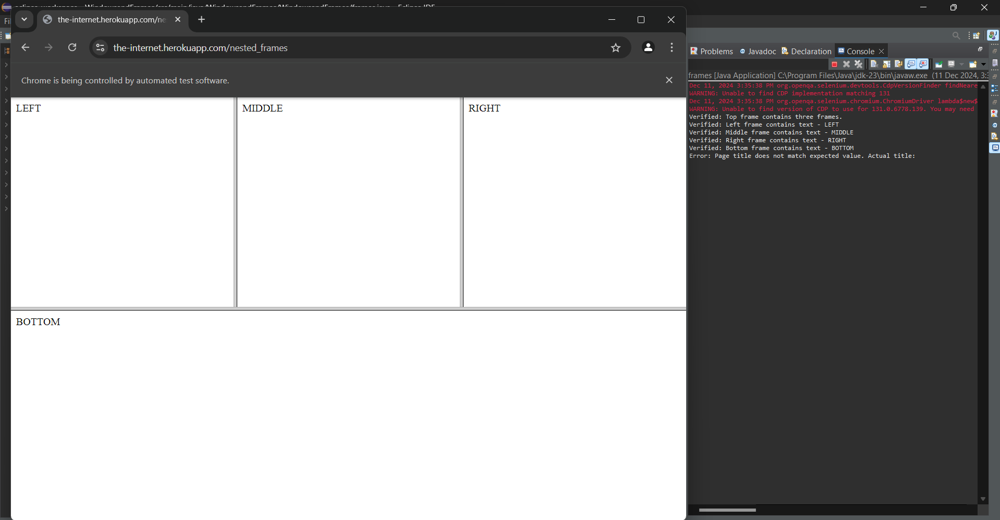 the-internet.herokuapp.com/ne
the-internet.herokuapp.com/nested_frames
Chrome is being controlled by automated test software.
LEFT
MIDDLE
RIGHT
BOTTOM
Fi
Problems
Javadoc
Declaration
Console
frames [Java Application] C:\Program Files\Java\jdk-23\bin\javaw.exe (11 Dec 2024, 3:3
Dec 11, 2024 3:35:38 PM org.openqa.selenium.devtools.CdpVersionFinder findNeare
WARNING: Unable to find CDP implementation matching 131
Dec 11, 2024 3:35:38 PM org.openqa.selenium.chromium.ChromiumDriver lambda$new$
WARNING: Unable to find version of CDP to use for 131.0.6778.139. You may need
Verified: Top frame contains three frames.
Verified: Left frame contains text - LEFT
Verified: Middle frame contains text - MIDDLE
Verified: Right frame contains text - RIGHT
Verified: Bottom frame contains text - BOTTOM
Error: Page title does not match expected value. Actual title: